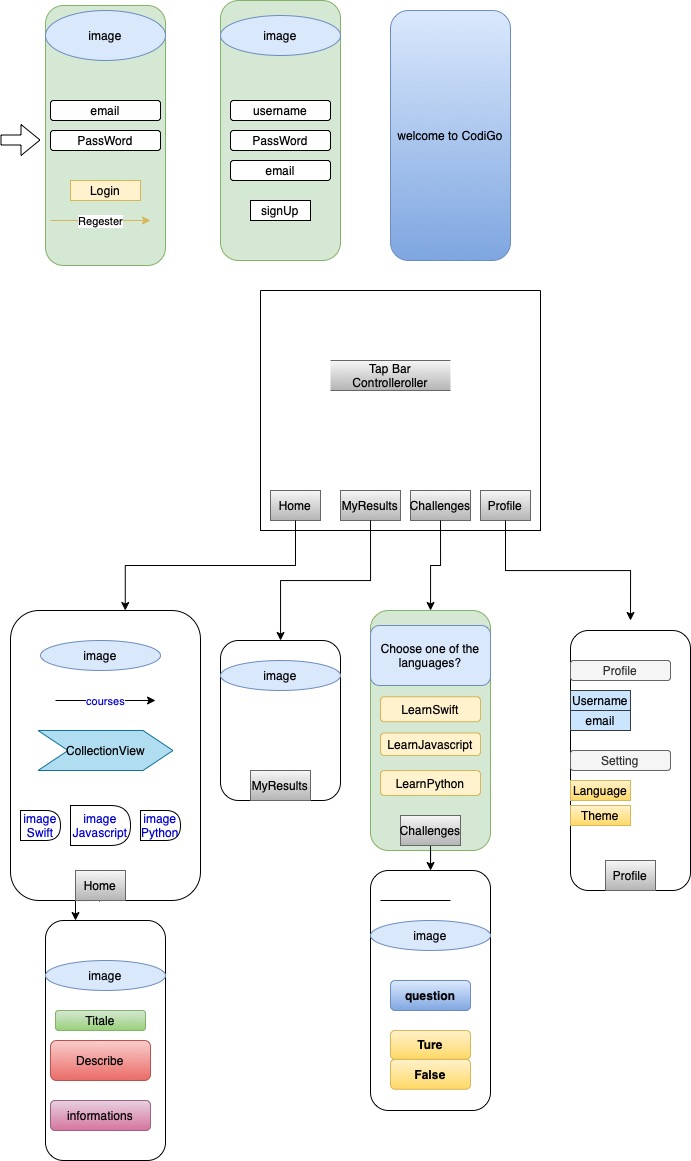 image
email
PassWord
Login
Regester
image
username
PassWord
email
signUp
welcome to CodiGo
Tap Bar
Controlleroller
Home
MyResults
Challenges
Profile
image
courses
CollectionView
image
Swift
image
Javascript
image
Python
Home
image
MyResults
Choose one of the
languages?
LearnSwift
LearnJavascript
LearnPython
Challenges
Profile
Username
email
Setting
Language
Theme
Profile
image
Titale
Describe
informations
image
question
Ture
False